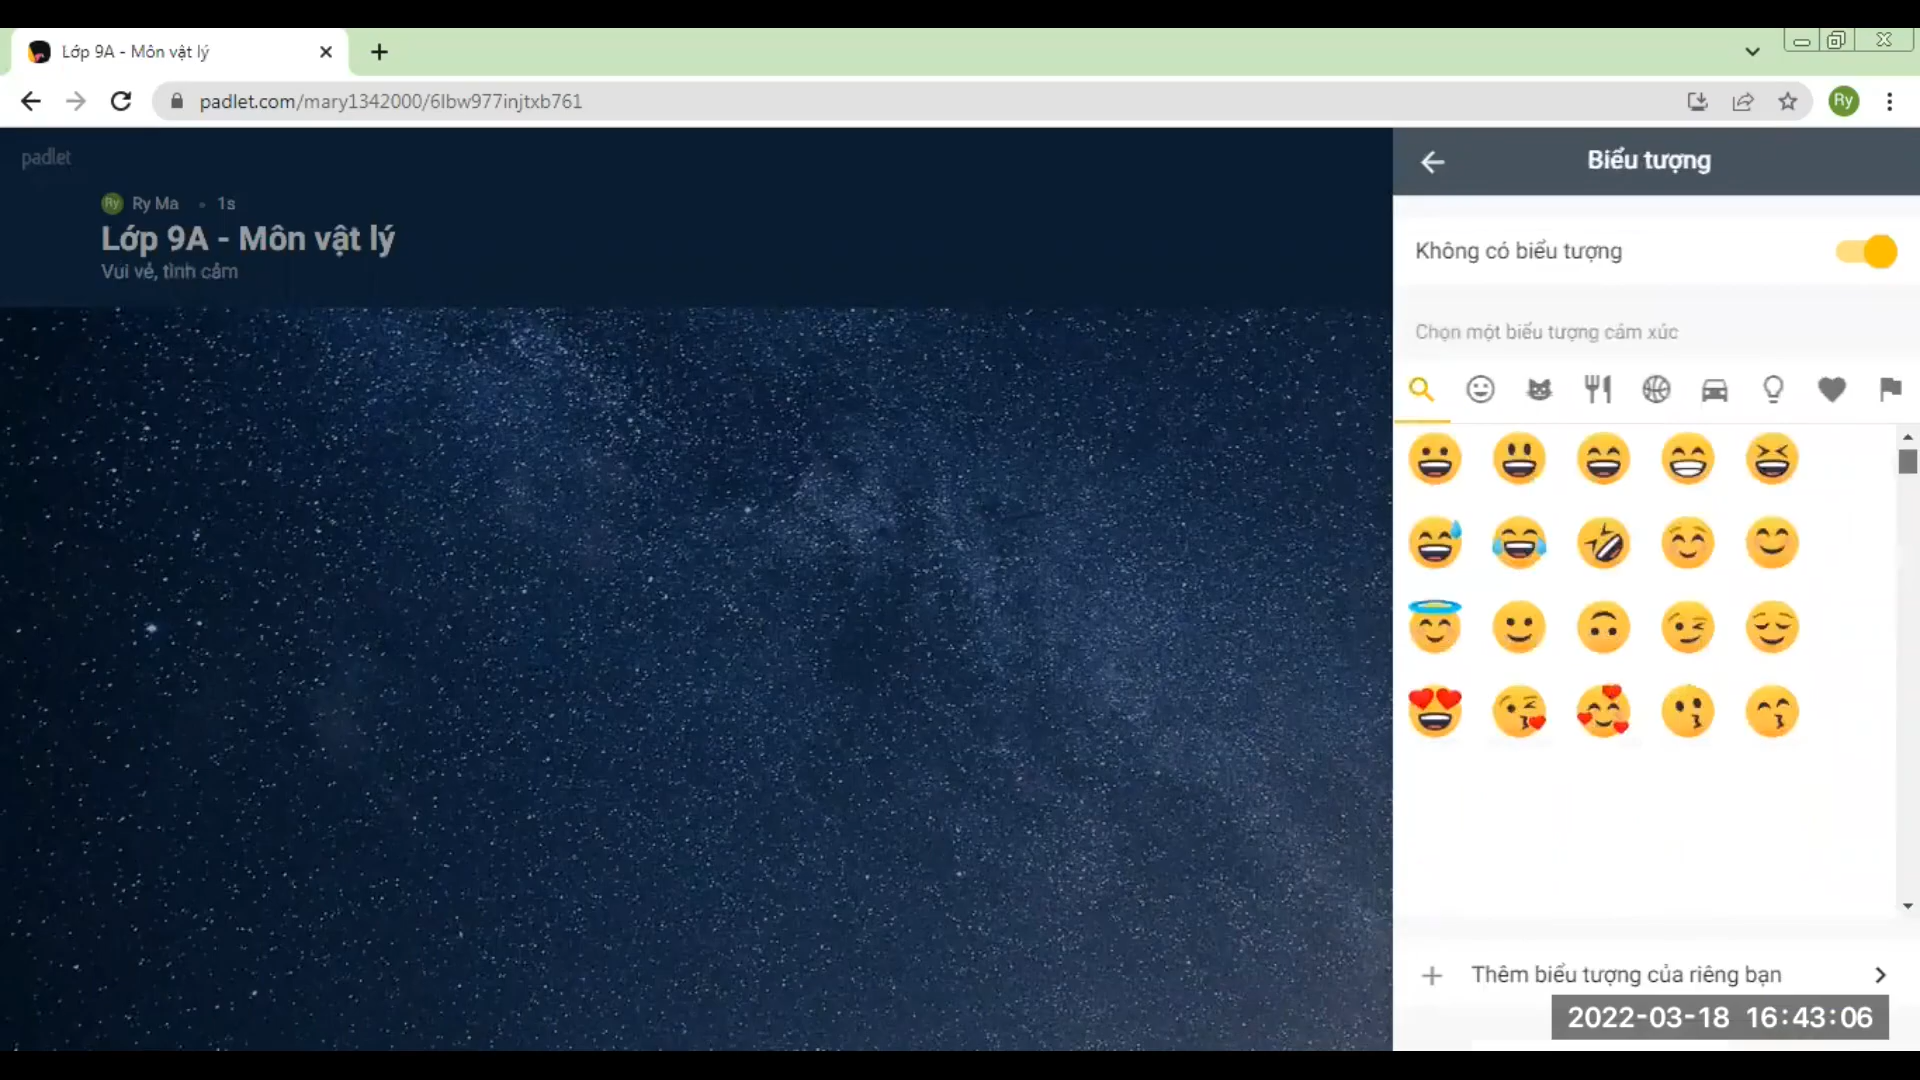 Lớp 9A - Môn vật lý
padlet.com/mary1342000/6lbw977injtxb761
Ry
padlet
Ry Ry Ma • 1s
Lớp 9A - Môn vật lý
Vui vẻ, tình cảm
Biểu tượng
Không có biểu tượng
Chọn một biểu tượng cảm xúc
Thêm biểu tượng của riêng bạn
2022-03-18 16:43:06